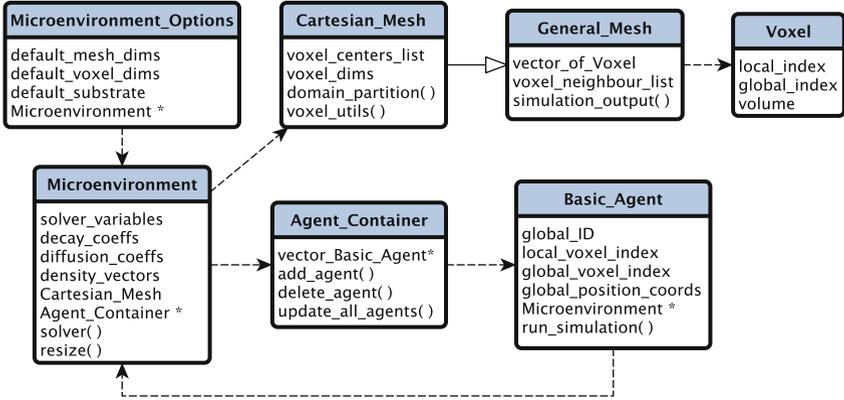 Microenvironment_Options
default_mesh_dims
default_voxel_dims
default_substrate
Microenvironment *
Cartesian_Mesh
voxel_centers_list
voxel_dims
domain_partition( )
voxel_utils( )
General_Mesh
vector_of_Voxel
voxel_neighbour_list
simulation_output( )
Voxel
local_index
global_index
volume
Microenvironment
solver_variables
decay_coeffs
diffusion_coeffs
density_vectors
Cartesian_Mesh
Agent_Container *
solver( )
resize( )
Agent_Container
vector_Basic_Agent*
add_agent( )
delete_agent( )
update_all_agents( )
Basic_Agent
global_ID
local_voxel_index
global_voxel_index
global_position_coords
Microenvironment *
run_simulation( )